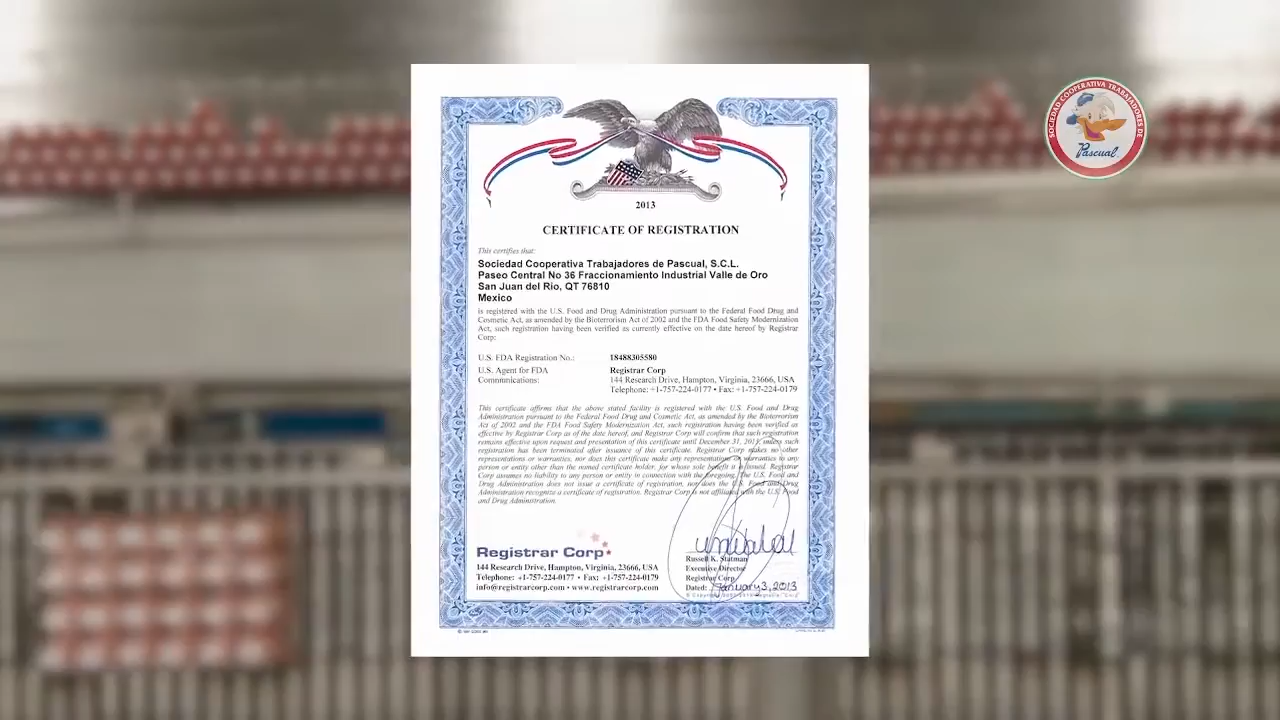 SOCIEDAD COOPERATIVA TRABAJADORES DE
Pascual
2013
CERTIFICATE OF REGISTRATION
This certifies that:
Sociedad Cooperativa Trabajadores de Pascual, S.C.L.
Paseo Central No 36 Fraccionamiento Industrial Valle de Oro
San Juan del Rio, QT 76810
Mexico
is registered with the U.S. Food and Drug Administration pursuant to the Federal Food Drug and
Cosmetic Act, as amended by the Bioterrorism Act of 2002 and the FDA Food Safety Modernization
Act, such registration having been verified as currently effective on the date hereof by Registrar
Corp:
U.S. FDA Registration No.: 18488305580
U.S. Agent for FDA Registrar Corp
Communications: 144 Research Drive, Hampton, Virginia, 23666, USA
Telephone: +1-757-224-0177 • Fax: +1-757-224-0179
This certificate affirms that the above stated facility is registered with the U.S. Food and Drug
Administration pursuant to the Federal Food Drug and Cosmetic Act, as amended by the Bioterrorism
Act of 2002 and the FDA Food Safety Modernization Act, such registration having been verified as
effective by Registrar Corp as of the date hereof, and Registrar Corp will confirm that such registration
remains effective upon request and presentation of this certificate until December 31, 2013, unless such
registration has been terminated after issuance of this certificate. Registrar Corp makes no other
representations or warranties, nor does this certificate make any representations or warranties to any
person or entity other than the named certificate holder, for whose sole benefit it is issued. Registrar
Corp assumes no liability to any person or entity in connection with the foregoing. The U.S. Food and
Drug Administration does not issue a certificate of registration, nor does the U.S. Food and Drug
Administration recognize a certificate of registration. Registrar Corp is not affiliated with the U.S. Food
and Drug Administration.
Registrar Corp
144 Research Drive, Hampton, Virginia, 23666, USA
Telephone: +1-757-224-0177 • Fax: +1-757-224-0179
info@registrarcorp.com • www.registrarcorp.com
Russell K. Statman
Executive Director
Registrar Corp
Dated: January 3, 2013